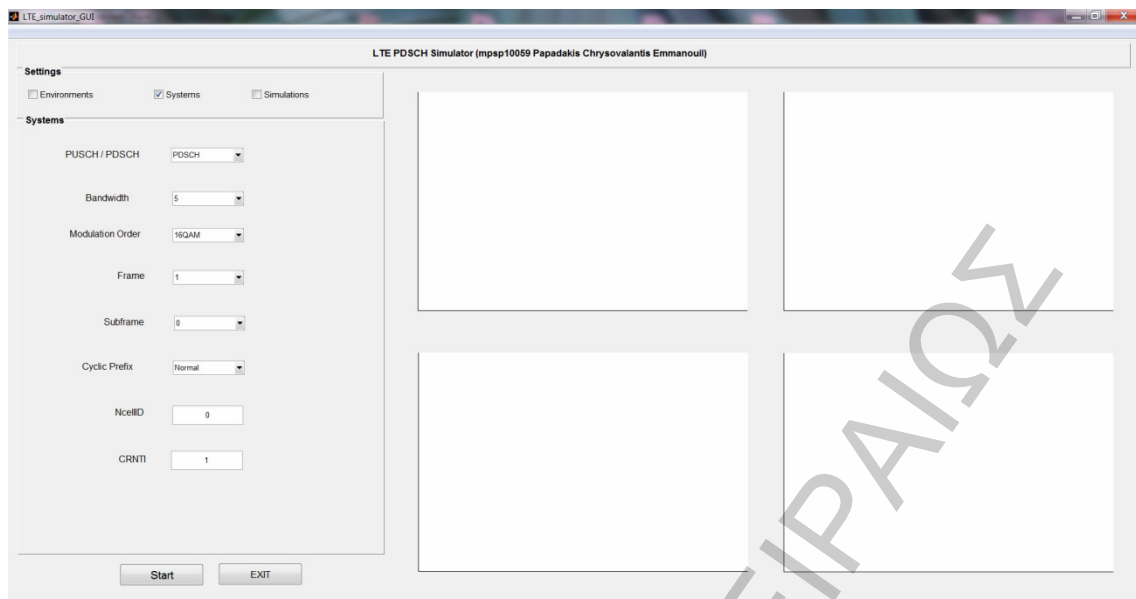 LTE_simulator_GUI
LTE PDSCH Simulator (mpsp10059 Papadakis Chrysovalantis Emmanouil)
Settings
Environments Systems Simulations
Systems
PUSCH / PDSCH PDSCH
Bandwidth 5
Modulation Order 16QAM
Frame 1
Subframe 0
Cyclic Prefix Normal
NcellID 0
CRNTI 1
Start EXIT
ΕΙΡΑΙΩΣ